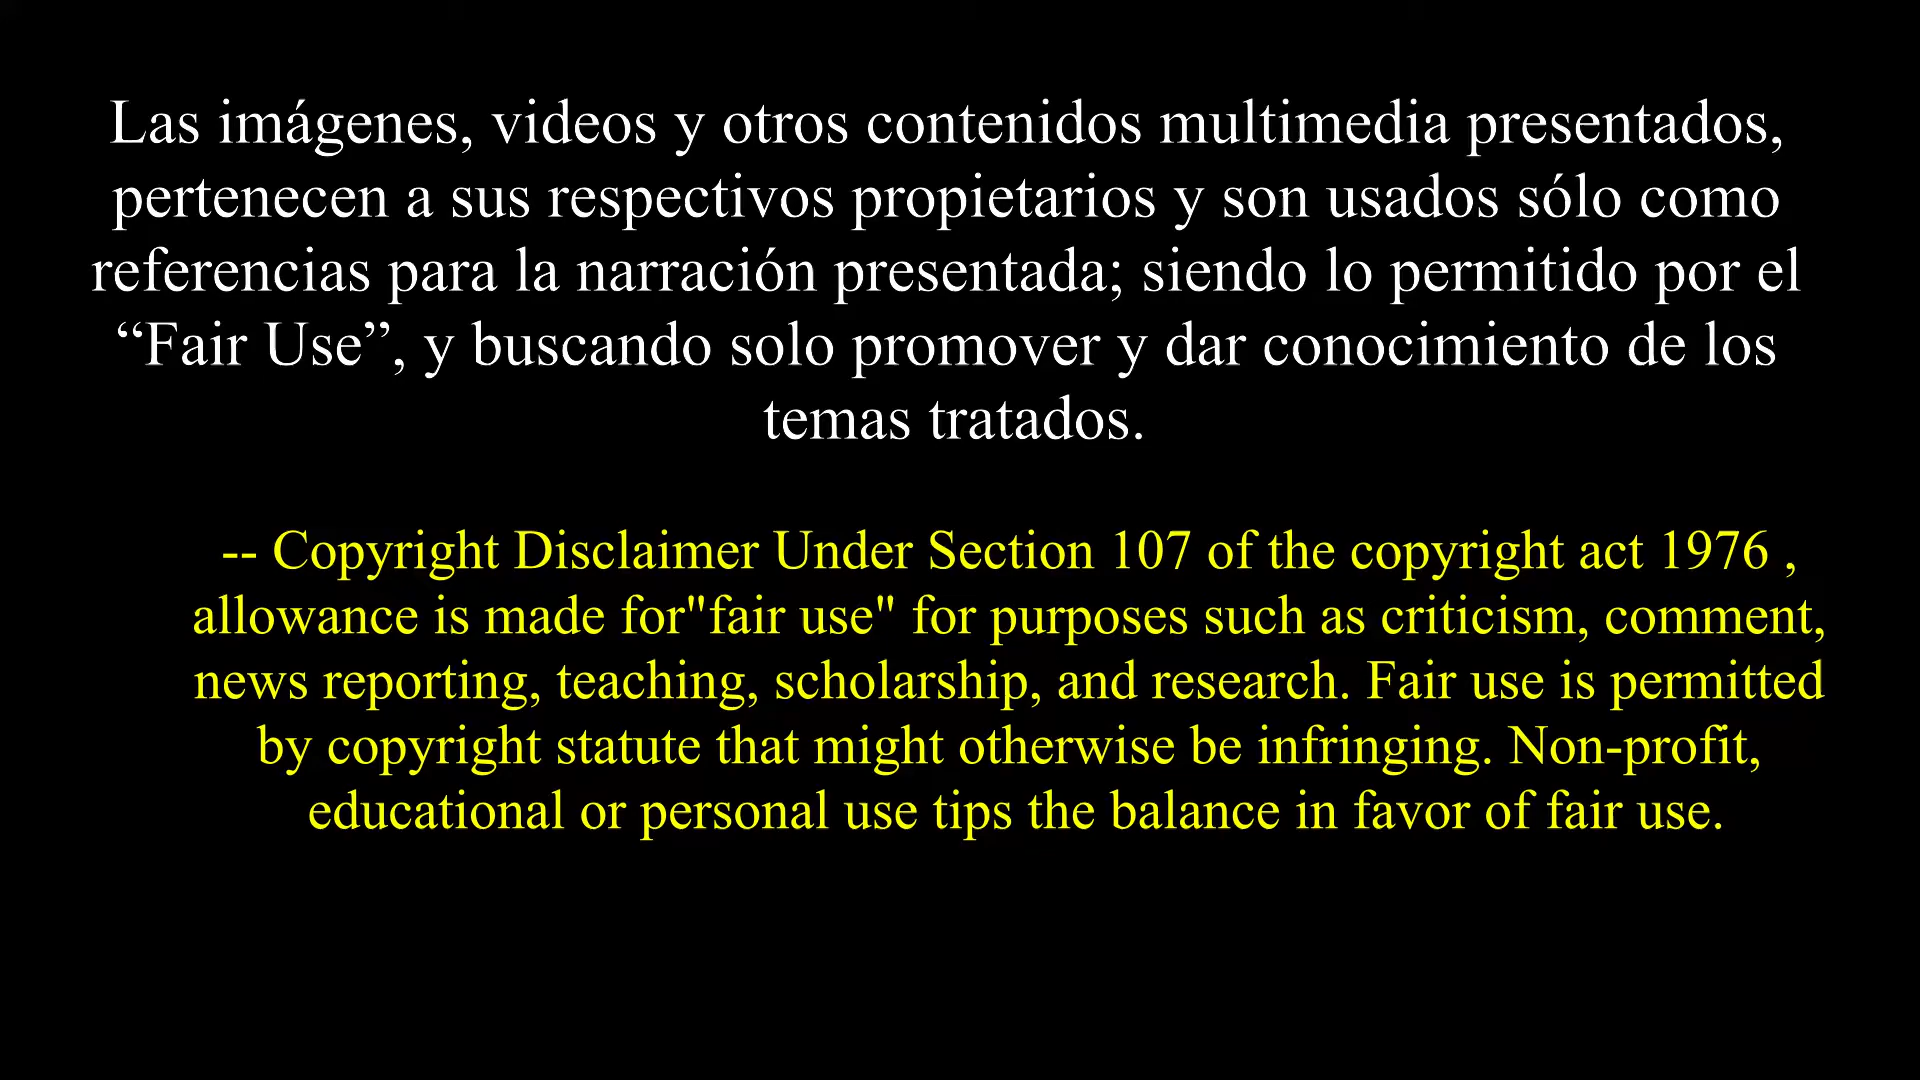 Las imágenes, videos y otros contenidos multimedia presentados,
pertenecen a sus respectivos propietarios y son usados sólo como
referencias para la narración presentada; siendo lo permitido por el
“Fair Use”, y buscando solo promover y dar conocimiento de los
temas tratados.
-- Copyright Disclaimer Under Section 107 of the copyright act 1976 ,
allowance is made for"fair use" for purposes such as criticism, comment,
news reporting, teaching, scholarship, and research. Fair use is permitted
by copyright statute that might otherwise be infringing. Non-profit,
educational or personal use tips the balance in favor of fair use.